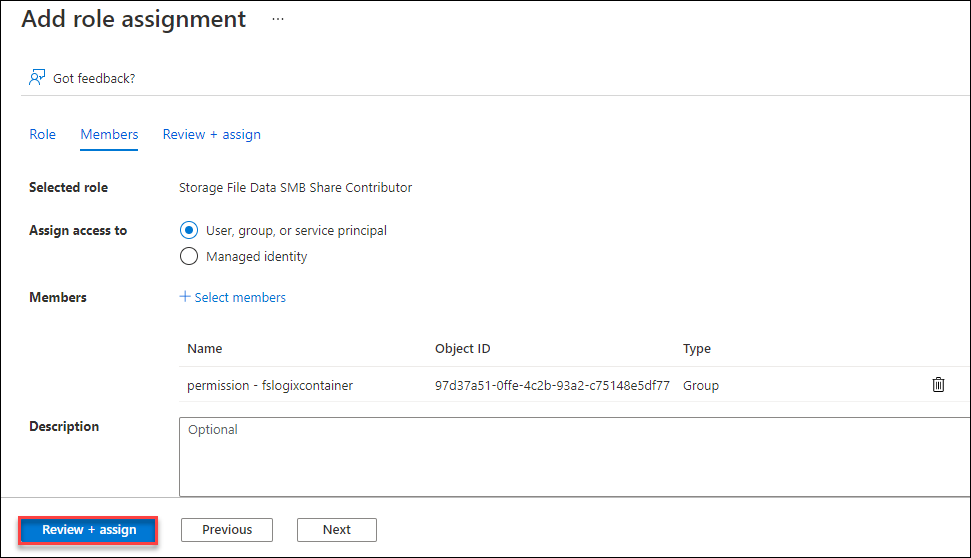 Add role assignment ...
Got feedback?
Role Members Review + assign
Selected role Storage File Data SMB Share Contributor
Assign access to User, group, or service principal
Managed identity
Members + Select members
Name Object ID Type
permission - fslogixcontainer 97d37a51-0ffe-4c2b-93a2-c75148e5df77 Group
Description Optional
Review + assign Previous Next